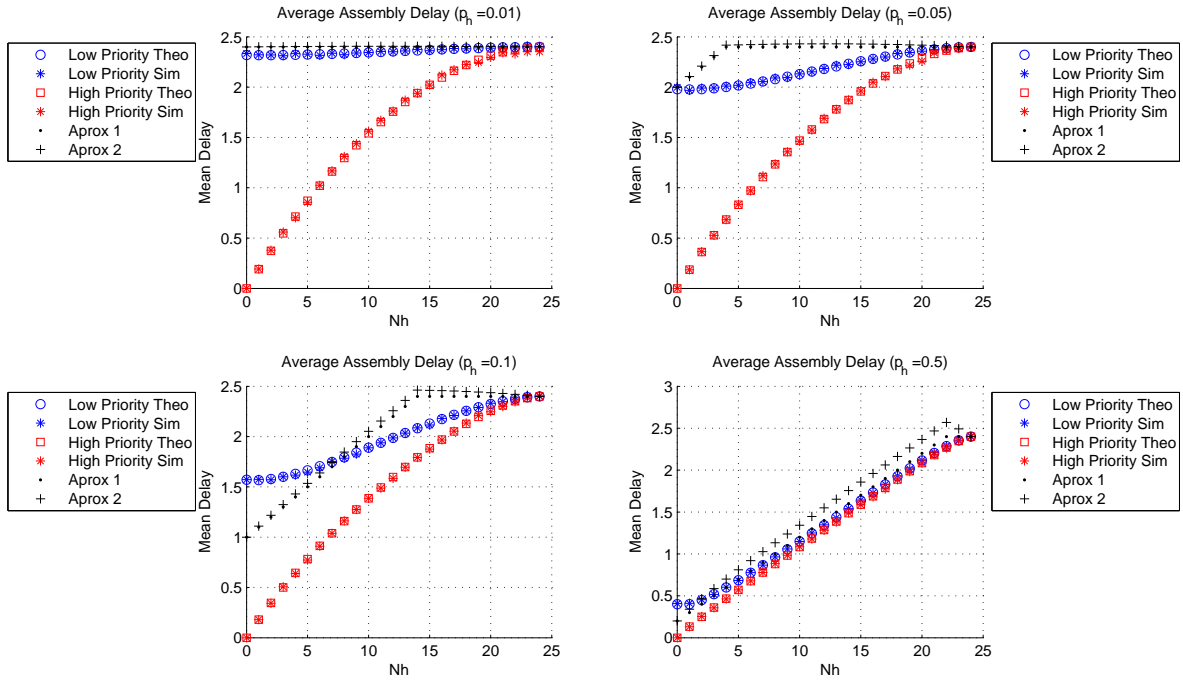 Average Assembly Delay (p_h =0.01)
Low Priority Theo
Low Priority Sim
High Priority Theo
High Priority Sim
Aprox 1
Aprox 2
Mean Delay
2.5
2
1.5
1
0.5
0
0 5 10 15 20 25
Nh
Average Assembly Delay (p_h =0.05)
Mean Delay
2.5
2
1.5
1
0.5
0
0 5 10 15 20 25
Nh
Low Priority Theo
Low Priority Sim
High Priority Theo
High Priority Sim
Aprox 1
Aprox 2
Average Assembly Delay (p_h =0.1)
Low Priority Theo
Low Priority Sim
High Priority Theo
High Priority Sim
Aprox 1
Aprox 2
Mean Delay
2.5
2
1.5
1
0.5
0
0 5 10 15 20 25
Nh
Average Assembly Delay (p_h =0.5)
Mean Delay
3
2.5
2
1.5
1
0.5
0
0 5 10 15 20 25
Nh
Low Priority Theo
Low Priority Sim
High Priority Theo
High Priority Sim
Aprox 1
Aprox 2